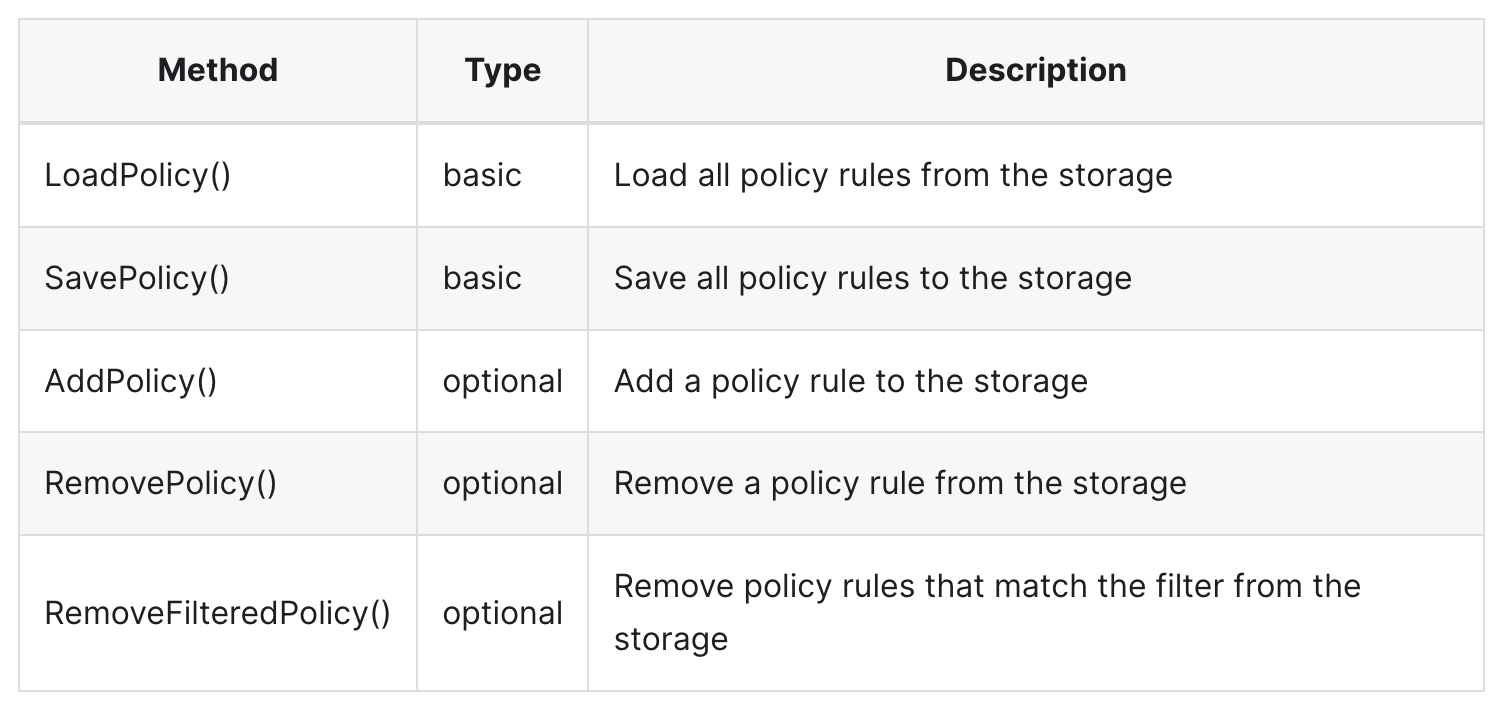 Method Type Description
LoadPolicy() basic Load all policy rules from the storage
SavePolicy() basic Save all policy rules to the storage
AddPolicy() optional Add a policy rule to the storage
RemovePolicy() optional Remove a policy rule from the storage
RemoveFilteredPolicy() optional Remove policy rules that match the filter from the
storage